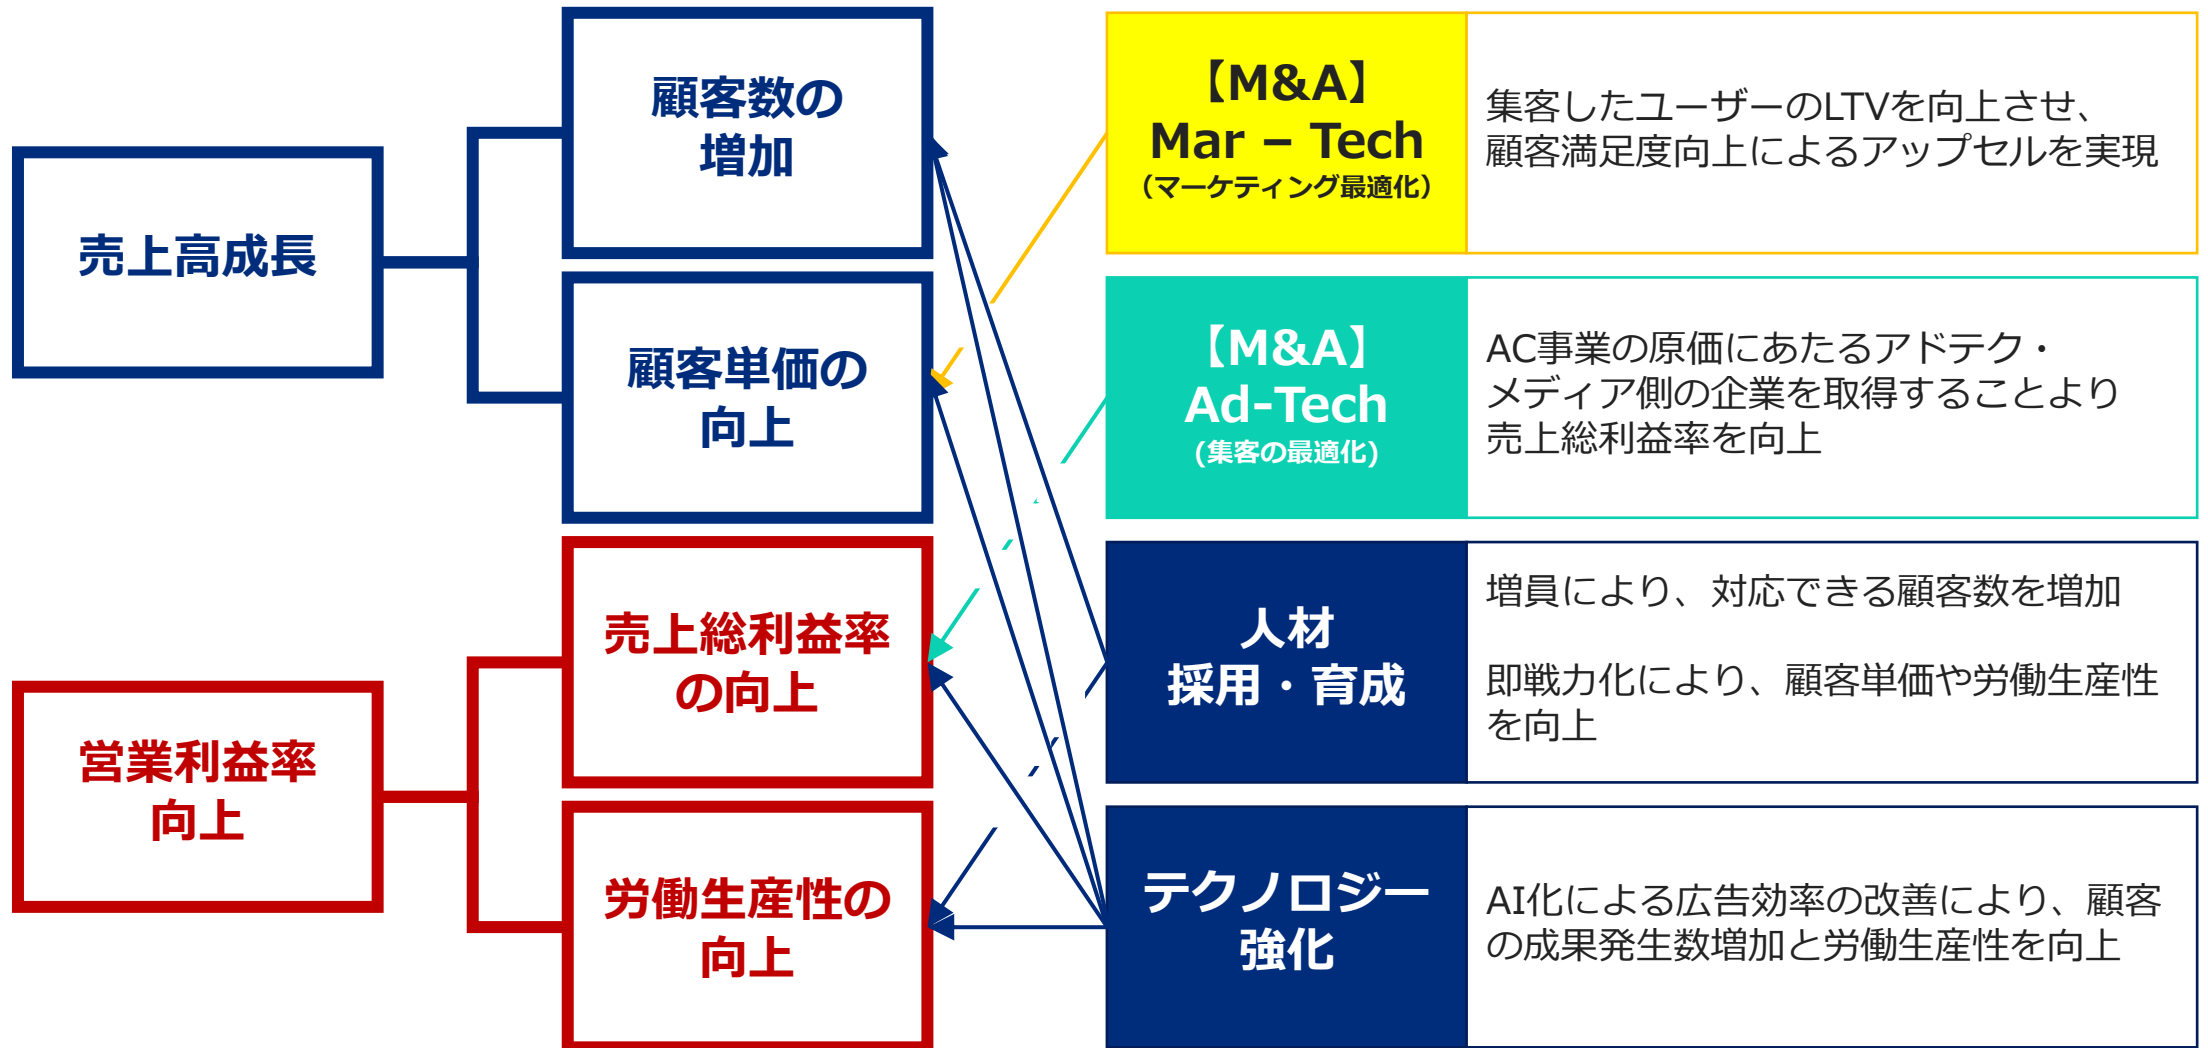 売上高成長
顧客数の
増加
顧客単価の
向上
営業利益率
向上
売上総利益率
の向上
労働生産性の
向上
【M&A】
Mar – Tech
（マーケティング最適化）
集客したユーザーのLTVを向上させ、
顧客満足度向上によるアップセルを実現
【M&A】
Ad-Tech
(集客の最適化)
AC事業の原価にあたるアドテク・
メディア側の企業を取得することより
売上総利益率を向上
人材
採用・育成
増員により、対応できる顧客数を増加
即戦力化により、顧客単価や労働生産性
を向上
テクノロジー
強化
AI化による広告効率の改善により、顧客
の成果発生数増加と労働生産性を向上